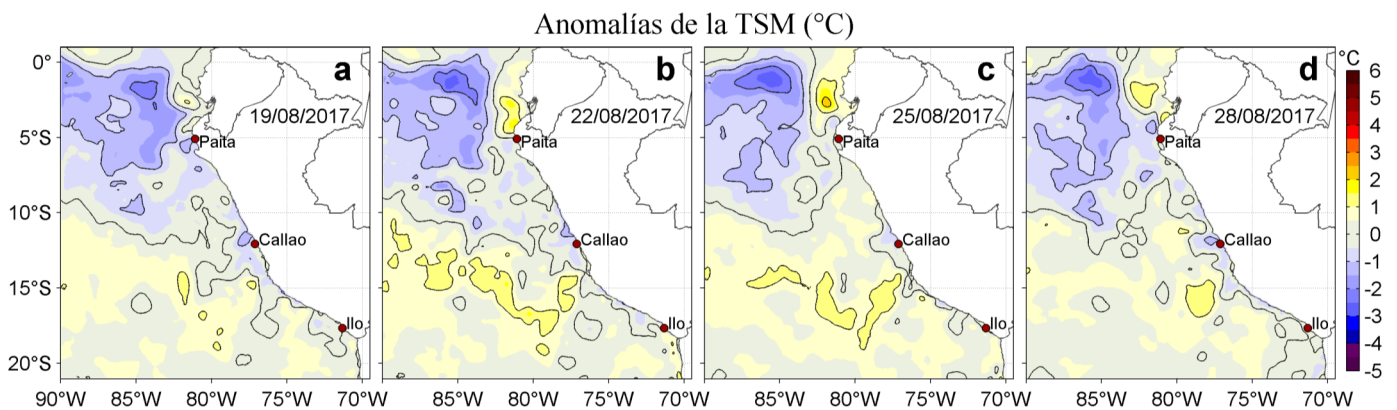 Anomalías de la TSM (°C)
a
19/08/2017
Paita
Callao
Ilo
b
22/08/2017
Paita
Callao
Ilo
c
25/08/2017
Paita
Callao
Ilo
d
28/08/2017
Paita
Callao
Ilo
0°
5°S
10°S
15°S
20°S
90°W 85°W 80°W 75°W 70°W
85°W 80°W 75°W 70°W
85°W 80°W 75°W 70°W
85°W 80°W 75°W 70°W
°C
6
5
4
3
2
1
0
-1
-2
-3
-4
-5